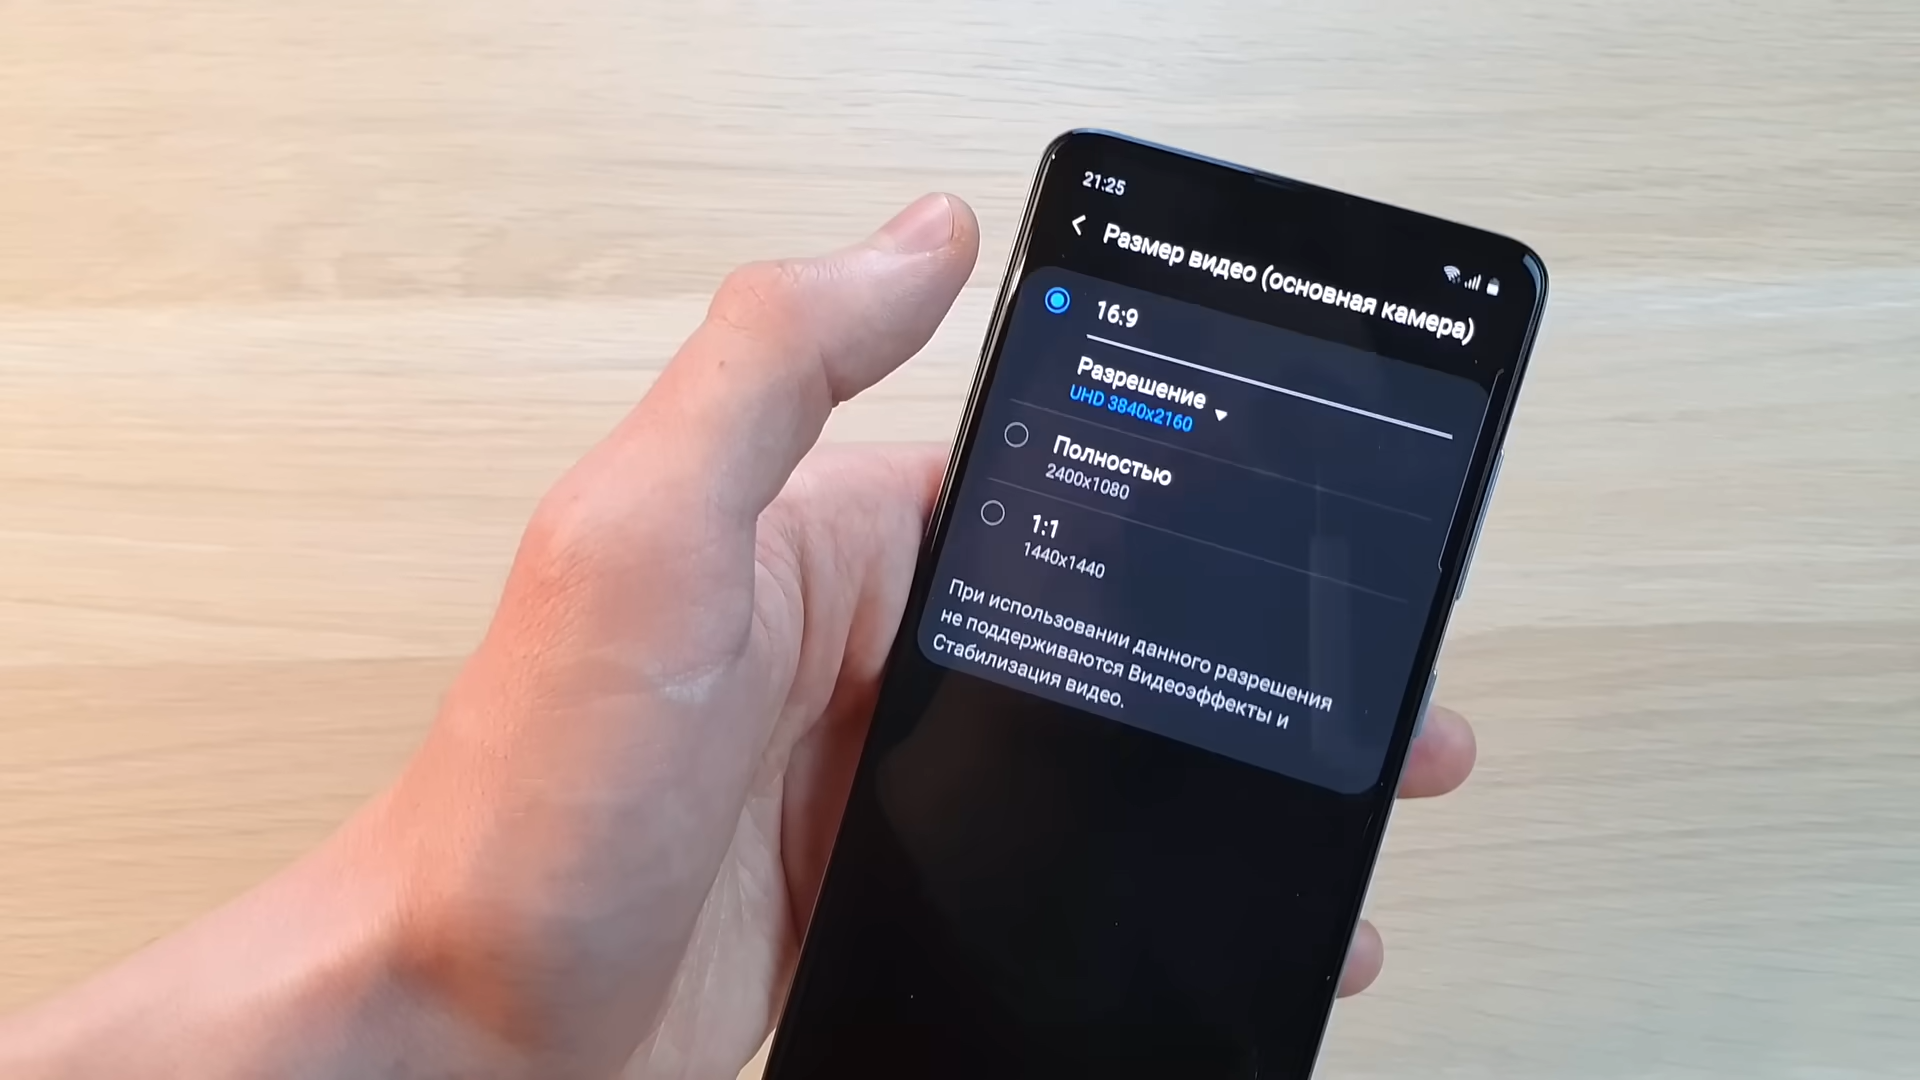 21:25
Размер видео (основная камера)
16:9
Разрешение
UHD 3840x2160
Полностью
2400x1080
1:1
1440x1440
При использовании данного разрешения
не поддерживаются Видеоэффекты и
Стабилизация видео.